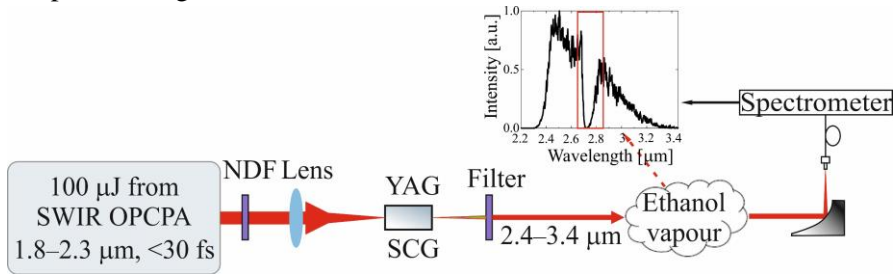 100 µJ from
SWIR OPCPA
1.8–2.3 µm, <30 fs
NDF
Lens
YAG
SCG
Filter
2.4–3.4 µm
Ethanol
vapour
Spectrometer
Intensity [a.u.]
1.0
0.5
0.0
2.2 2.4 2.6 2.8 3 3.2 3.4
Wavelength [µm]